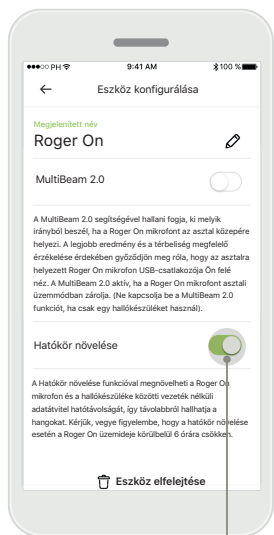 PH 9:41 AM 100 %
Eszköz konfigurálása
Megjelenített név
Roger On
MultiBeam 2.0
A MultiBeam 2.0 segítségével hallani fogja, ki melyik
irányból beszél, ha a Roger On mikrofont az asztal közepére
helyezi. A legjobb eredmény és a térbeliség megfelelő
érzékelése érdekében győződjön meg róla, hogy az asztalra
helyezett Roger On mikrofon USB-csatlakozója Ön felé
néz. A MultiBeam 2.0 aktív, ha a Roger On mikrofont asztali
üzemmódban zárolja. (Ne kapcsolja be a MultiBeam 2.0
funkciót, ha csak egy hallókészüléket használ).
Hatókör növelése
A Hatókör növelése funkcióval megnövelheti a Roger On
mikrofon és a hallókészüléke közötti vezeték nélküli
adatátvitel hatótávolságát, így távolabbról hallhatja a
hangokat. Kérjük, vegye figyelembe, hogy a hatókör növelése
esetén a Roger On üzemideje körülbelül 6 órára csökken.
Eszköz elfelejtése